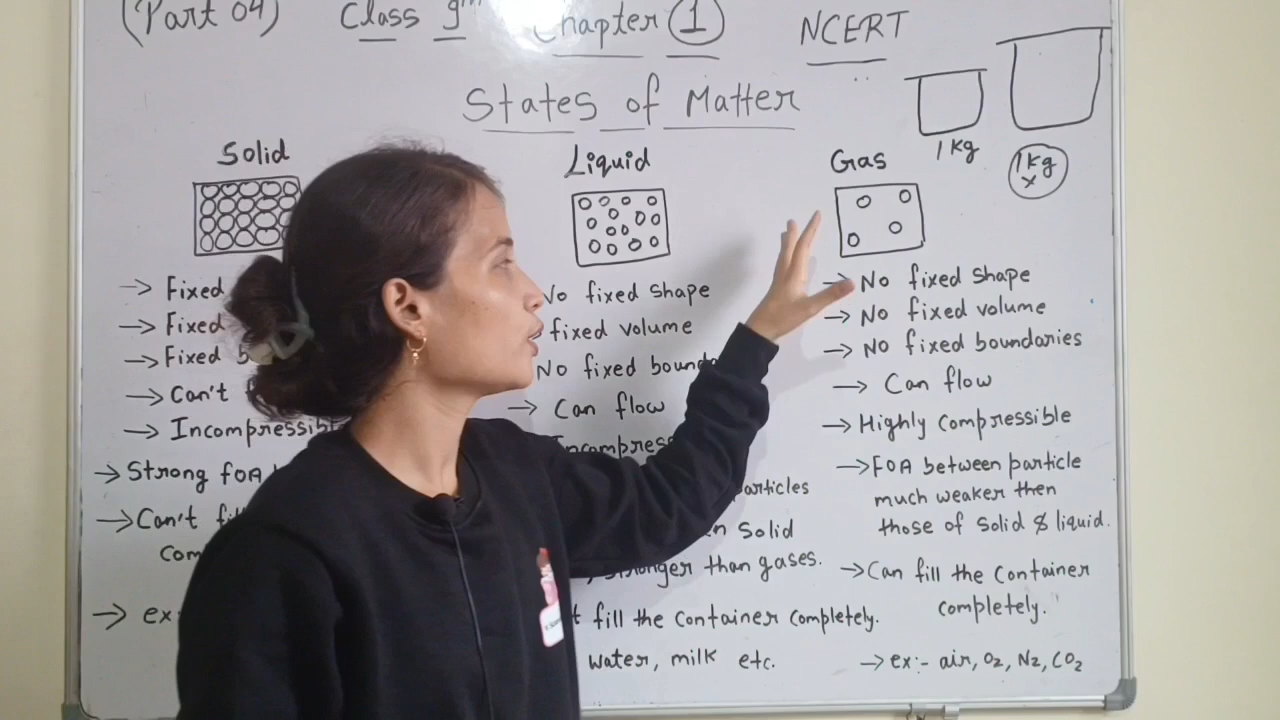 (Part 04) Class 9th Chapter 1 NCERT
States of Matter
1 kg
1 kg
x
Solid
→ Fixed
→ Fixed
→ Fixed b
→ Can't
→ Incompressible
→ Strong FOA
→ Can't fi
com
→ ex
Liquid
No fixed shape
fixed volume
No fixed bound
→ Can flow
Incompress
particles
n solid
stronger than gases.
t fill the container completely.
water, milk etc.
Gas
→ No fixed shape
→ No fixed volume
→ No fixed boundaries
→ Can flow
→ Highly compressible
→ FOA between particle
much weaker then
those of solid & liquid.
→ Can fill the container
completely.
→ ex:- air, O₂, N₂, CO₂